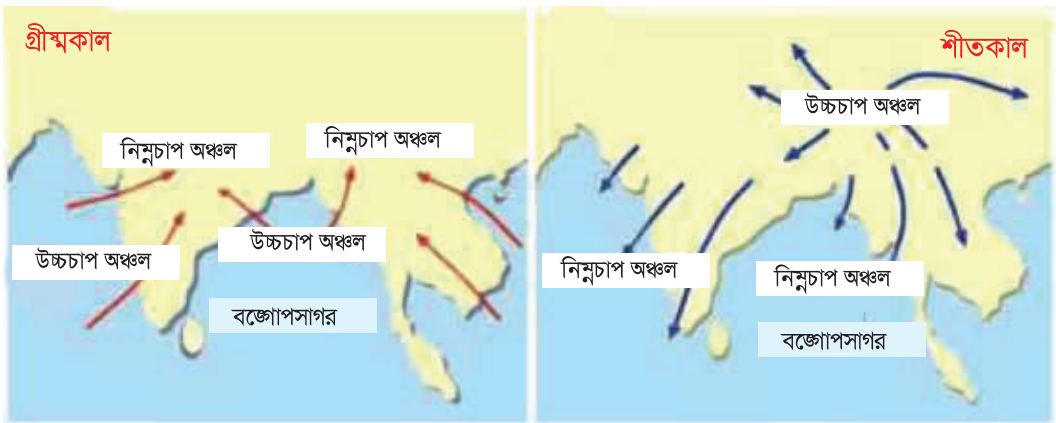 গ্রীষ্মকাল
নিম্নচাপ অঞ্চল
নিম্নচাপ অঞ্চল
উচ্চচাপ অঞ্চল
উচ্চচাপ অঞ্চল
বঙ্গোপসাগর
শীতকাল
উচ্চচাপ অঞ্চল
নিম্নচাপ অঞ্চল
নিম্নচাপ অঞ্চল
বঙ্গোপসাগর